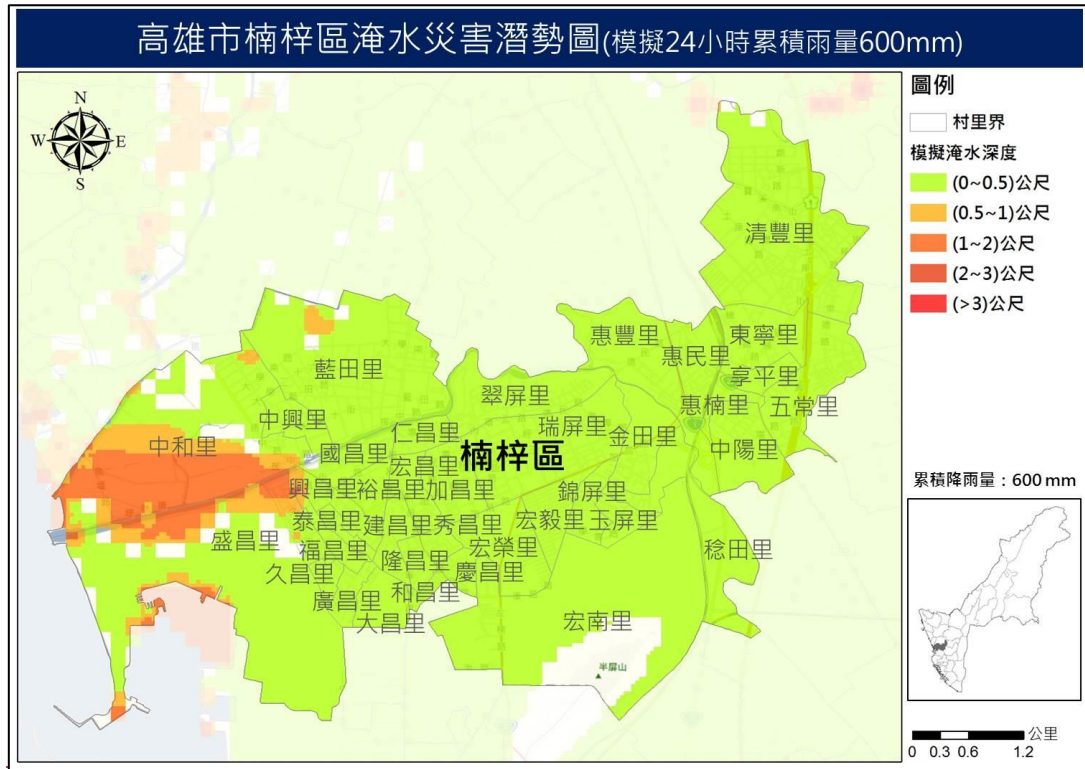 高雄市楠梓區淹水災害潛勢圖(模擬24小時累積雨量600mm)
N
W E
S
圖例
村里界
模擬淹水深度
(0~0.5)公尺
(0.5~1)公尺
(1~2)公尺
(2~3)公尺
(>3)公尺
清豐里
惠豐里
東寧里
惠民里
享平里
藍田里
翠屏里
惠楠里
五常里
中興里
仁昌里
瑞屏里
金田里
中陽里
中和里
國昌里
宏昌里
楠梓區
興昌里
裕昌里
加昌里
錦屏里
泰昌里
建昌里
秀昌里
宏毅里
玉屏里
盛昌里
福昌里
宏榮里
稔田里
隆昌里
久昌里
慶昌里
和昌里
廣昌里
大昌里
宏南里
半屏山
累積降雨量：600 mm
公里
0 0.3 0.6 1.2